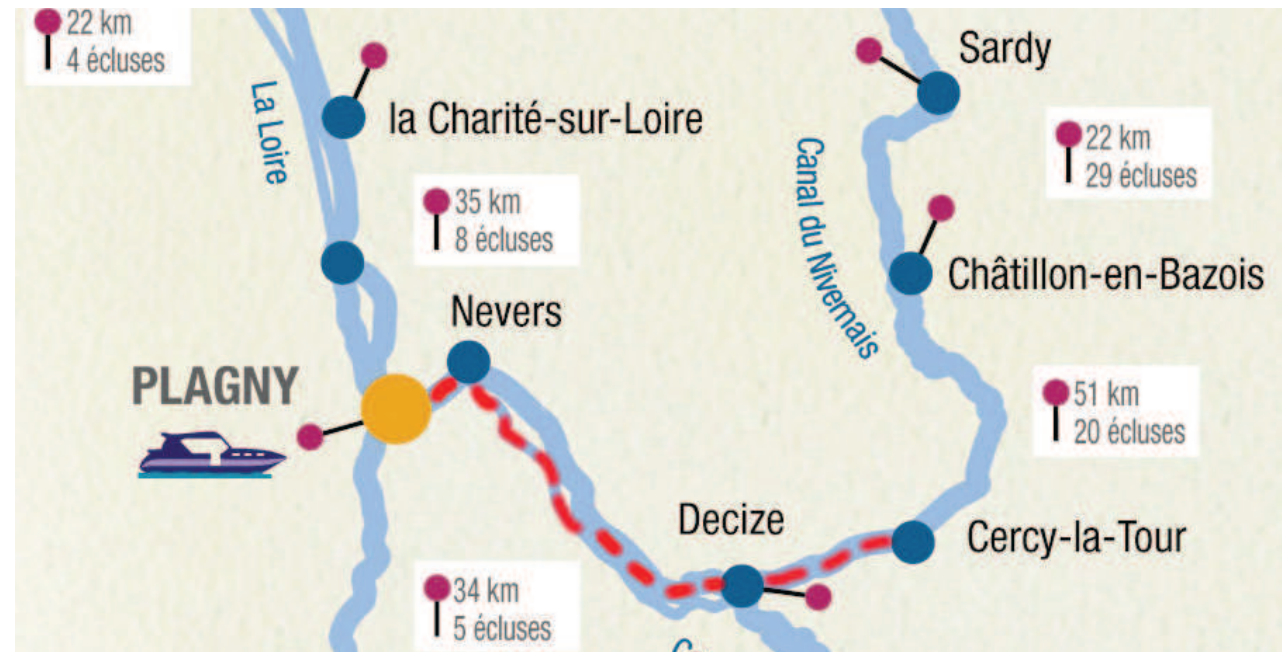 22 km
4 écluses
Sardy
La Loire
la Charité-sur-Loire
22 km
29 écluses
Canal du Nivernais
35 km
8 écluses
Châtillon-en-Bazois
Nevers
PLAGNY
51 km
20 écluses
Decize
Cercy-la-Tour
34 km
5 écluses